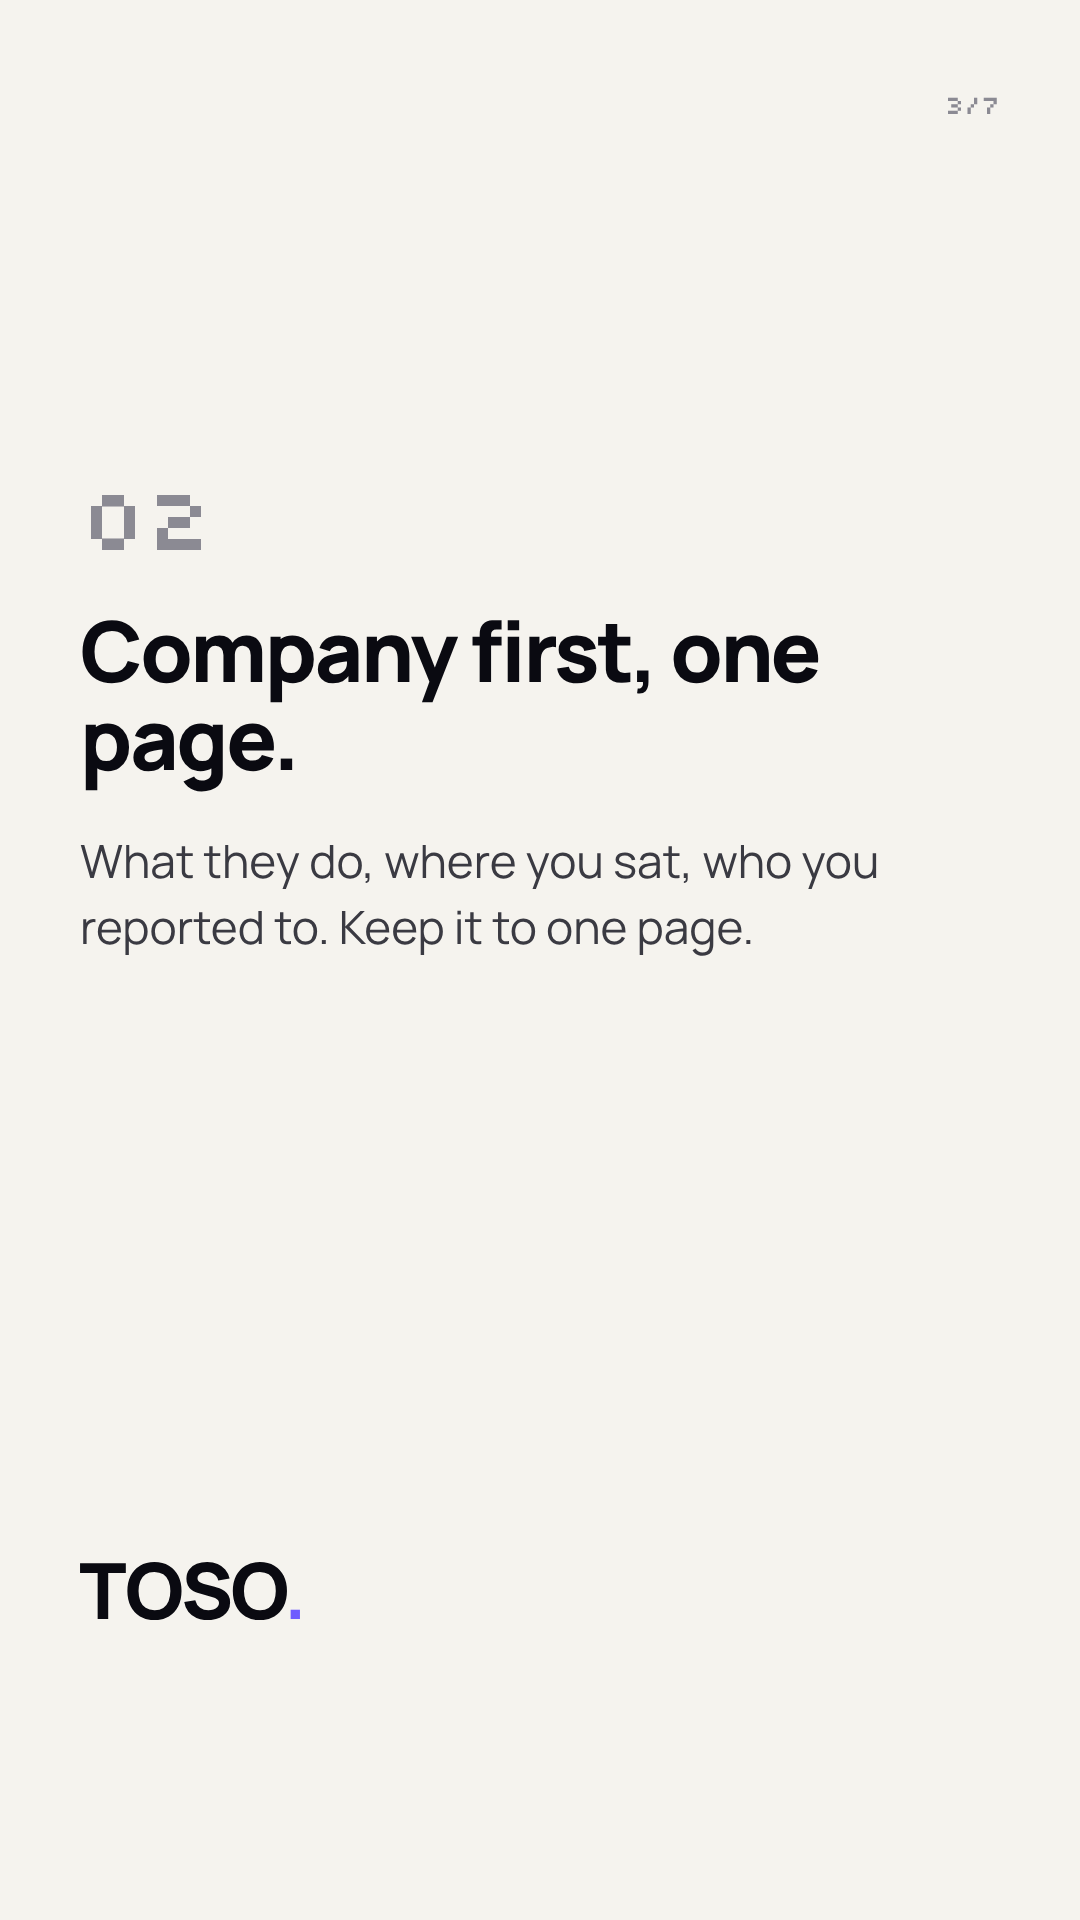 3/7
02
Company first, one
page.
What they do, where you sat, who you
reported to. Keep it to one page.
TOSO.